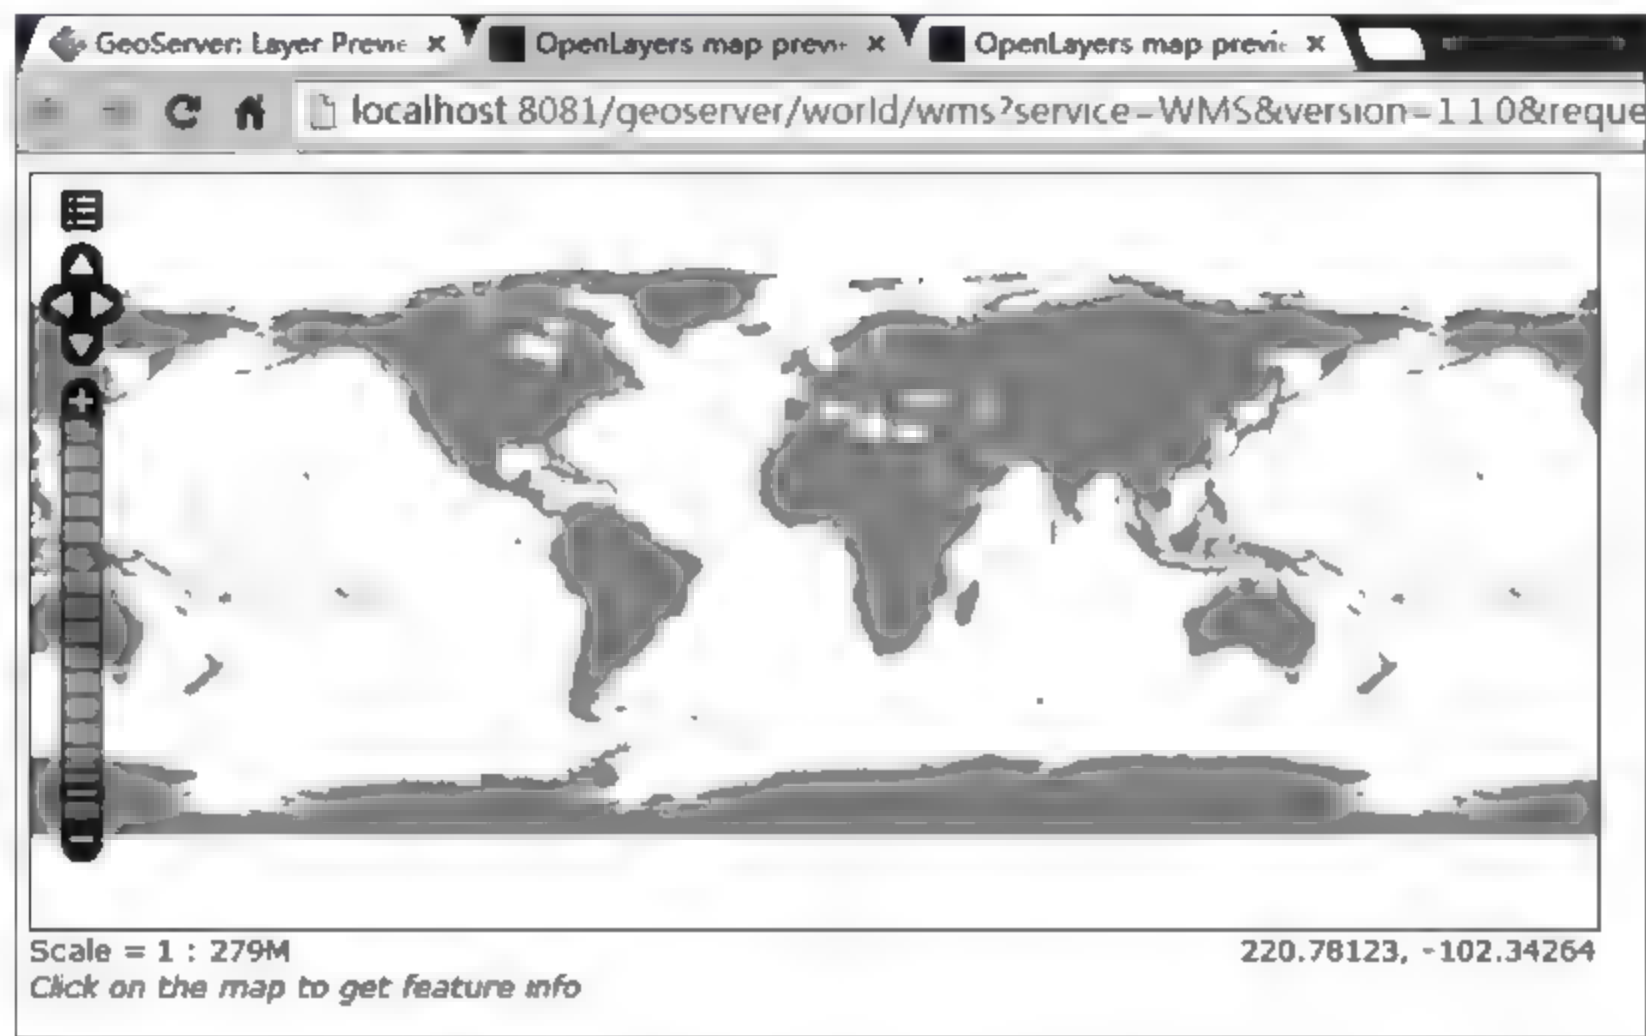 GeoServer: Layer Previe × OpenLayers map previ × OpenLayers map previe ×
localhost 8081/geoserver/world/wms?service=WMS&version=1 1 0&reque
Scale = 1 : 279M
220.78123, -102.34264
Click on the map to get feature info